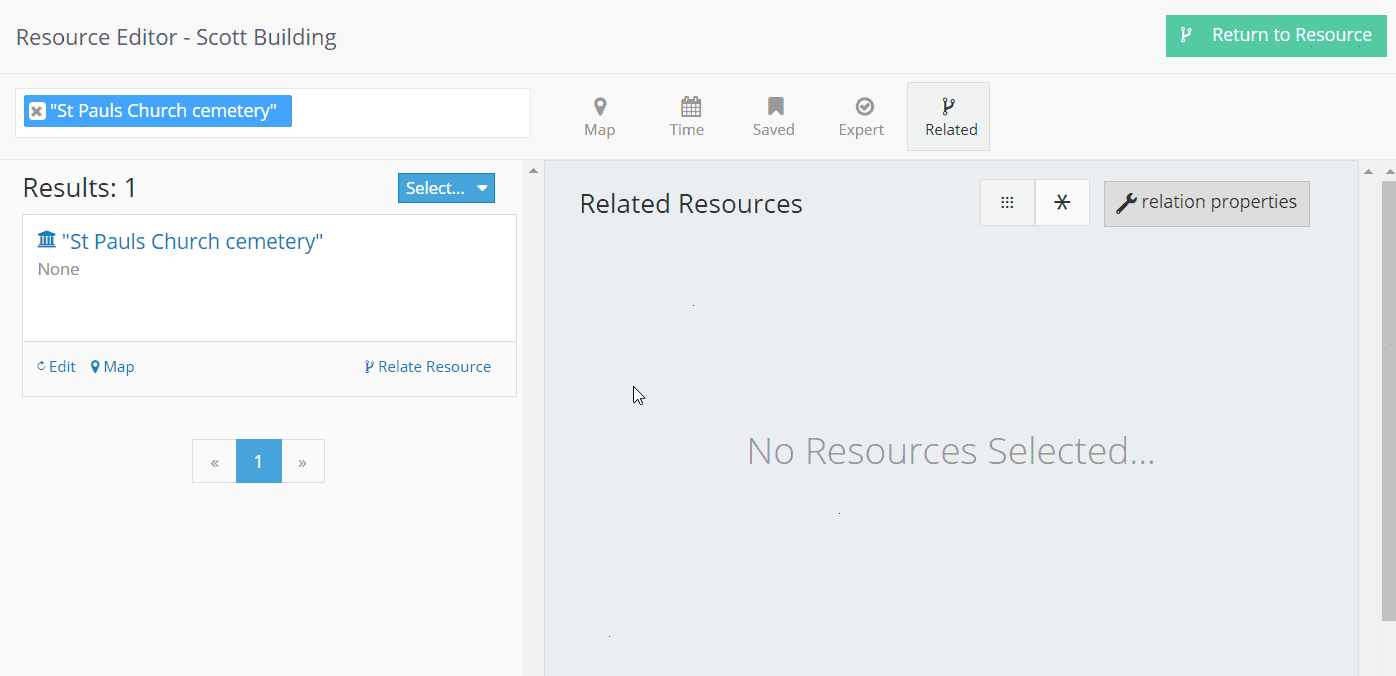 Resource Editor - Scott Building
Return to Resource
"St Pauls Church cemetery"
Map
Time
Saved
Expert
Related
Results: 1
Select...
"St Pauls Church cemetery"
None
Edit
Map
Relate Resource
« 1 »
Related Resources
relation properties
No Resources Selected...